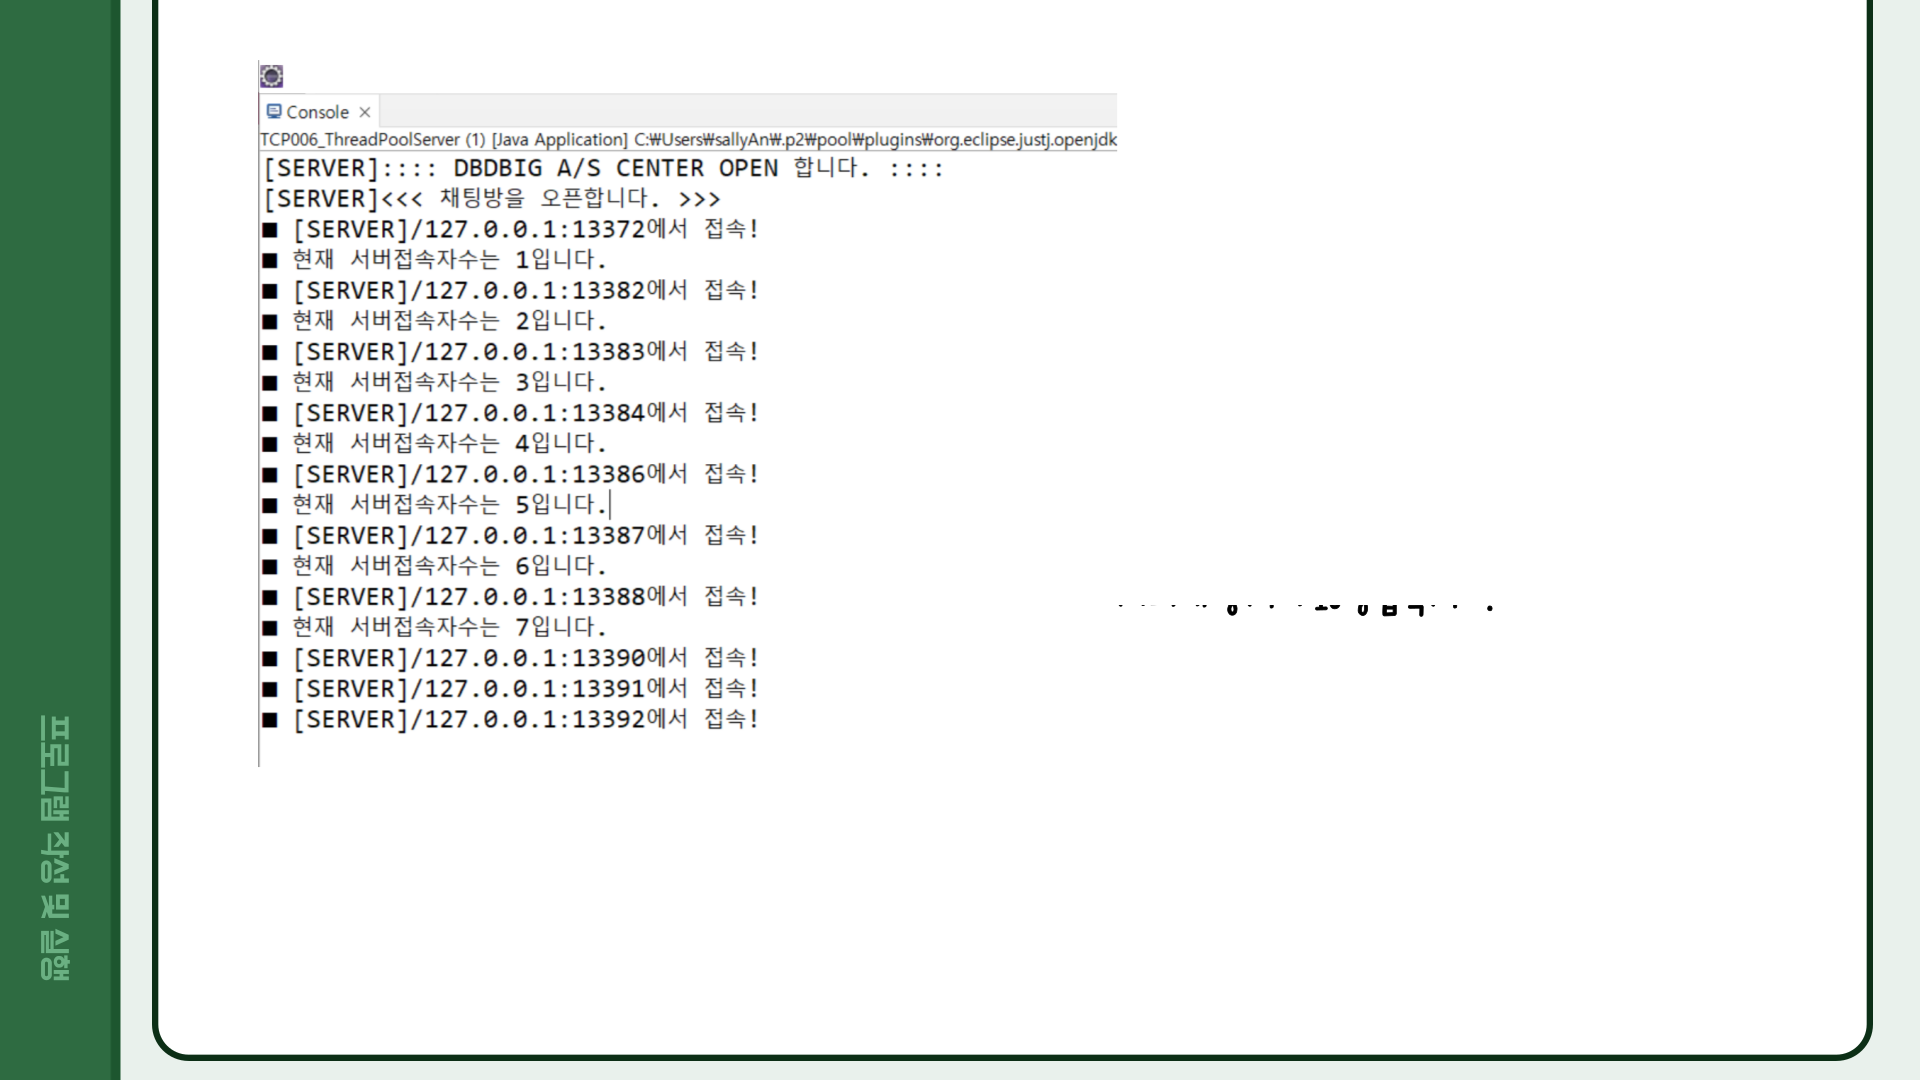 Console
TCP006_ThreadPoolServer (1) [Java Application] C:₩Users₩sallyAn₩.p2₩pool₩plugins₩org.eclipse.justj.openjdk
[SERVER]:::: DBDBIG A/S CENTER OPEN 합니다. ::::
[SERVER]<<< 채팅방을 오픈합니다. >>>
■ [SERVER]/127.0.0.1:13372에서 접속!
■ 현재 서버접속자수는 1입니다.
■ [SERVER]/127.0.0.1:13382에서 접속!
■ 현재 서버접속자수는 2입니다.
■ [SERVER]/127.0.0.1:13383에서 접속!
■ 현재 서버접속자수는 3입니다.
■ [SERVER]/127.0.0.1:13384에서 접속!
■ 현재 서버접속자수는 4입니다.
■ [SERVER]/127.0.0.1:13386에서 접속!
■ 현재 서버접속자수는 5입니다.
■ [SERVER]/127.0.0.1:13387에서 접속!
■ 현재 서버접속자수는 6입니다.
■ [SERVER]/127.0.0.1:13388에서 접속!
■ 현재 서버접속자수는 7입니다.
■ [SERVER]/127.0.0.1:13390에서 접속!
■ [SERVER]/127.0.0.1:13391에서 접속!
■ [SERVER]/127.0.0.1:13392에서 접속!
프로그램 작성 및 실행